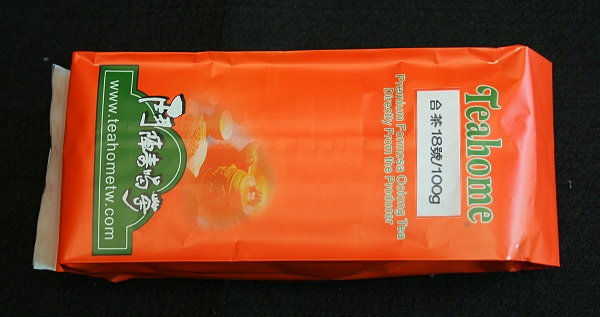 Teahome
台茶18號/100g
Premium Formosa Oolong Tea
Directly From the Producer
www.teahometw.com